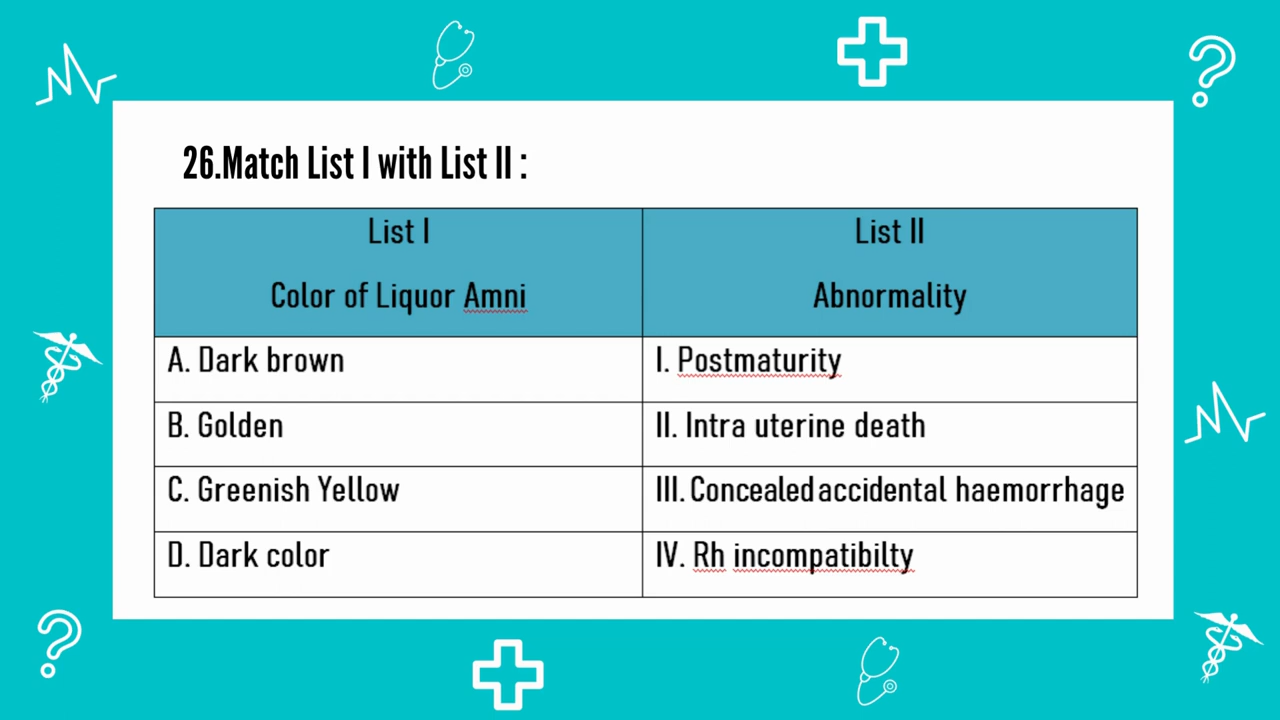 26.Match List I with List II :
List I
List II
Color of Liquor Amni
Abnormality
A. Dark brown
I. Postmaturity
B. Golden
II. Intra uterine death
C. Greenish Yellow
III. Concealed accidental haemorrhage
D. Dark color
IV. Rh incompatibilty